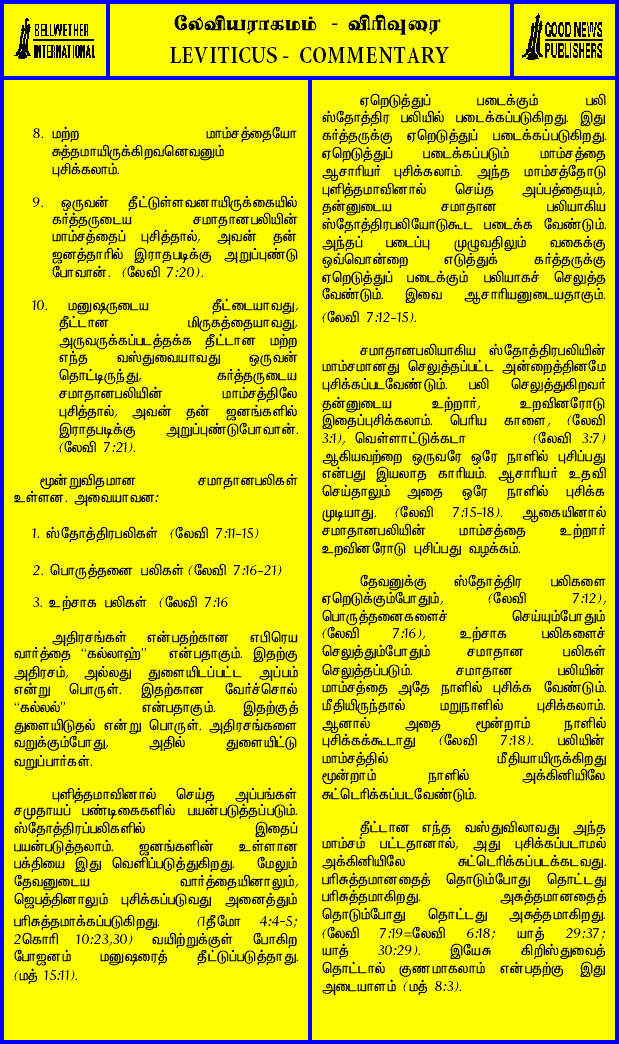 BELLWETHER
INTERNATIONAL
லேவியராகமம் - விரிவுரை
LEVITICUS - COMMENTARY
GOOD NEWS
PUBLISHERS
8. மற்ற மாம்சத்தையோ
சுத்தமாயிருக்கிறவனெவனும்
புசிக்கலாம்.
9. ஒருவன் தீட்டுள்ளவனாயிருக்கையில்
கர்த்தருடைய சமாதானபலியின்
மாம்சத்தைப் புசித்தால், அவன் தன்
ஜனத்தாரில் இராதபடிக்கு அறுப்புண்டு
போவான். (லேவி 7:20).
10. மனுஷருடைய தீட்டையாவது,
தீட்டான மிருகத்தையாவது,
அருவருக்கப்படத்தக்க தீட்டான மற்ற
எந்த வஸ்துவையாவது ஒருவன்
தொட்டிருந்து, கர்த்தருடைய
சமாதானபலியின் மாம்சத்திலே
புசித்தால், அவன் தன் ஜனங்களில்
இராதபடிக்கு அறுப்புண்டுபோவான்.
(லேவி 7:21).
மூன்றுவிதமான சமாதானபலிகள்
உள்ளன. அவையாவன:
1. ஸ்தோத்திரபலிகள் (லேவி 7:11-15)
2. பொருத்தனை பலிகள் (லேவி 7:16-21)
3. உற்சாக பலிகள் (லேவி 7:16
அதிரசங்கள் என்பதற்கான எபிரெய
வார்த்தை “கல்லாஹ்” என்பதாகும். இதற்கு
அதிரசம், அல்லது துளையிடப்பட்ட அப்பம்
என்று பொருள். இதற்கான வேர்ச்சொல்
“கல்லல்” என்பதாகும். இதற்குத்
துளையிடுதல் என்று பொருள். அதிரசங்களை
வறுக்கும்போது, அதில் துளையிட்டு
வறுப்பார்கள்.
புளித்தமாவினால் செய்த அப்பங்கள்
சமுதாயப் பண்டிகைகளில் பயன்படுத்தப்படும்.
ஸ்தோத்திரப்பலிகளில் இதைப்
பயன்படுத்தலாம். ஜனங்களின் உள்ளான
பக்தியை இது வெளிப்படுத்துகிறது. மேலும்
தேவனுடைய வார்த்தையினாலும்,
ஜெபத்தினாலும் புசிக்கப்படுவது அனைத்தும்
பரிசுத்தமாக்கப்படுகிறது. (1தீமோ 4:4-5;
2கொரி 10:23,30) வயிற்றுக்குள் போகிற
போஜனம் மனுஷரைத் தீட்டுப்படுத்தாது.
(மத் 15:11).
ஏறெடுத்துப் படைக்கும் பலி
ஸ்தோத்திர பலியில் படைக்கப்படுகிறது. இது
கர்த்தருக்கு ஏறெடுத்துப் படைக்கப்படுகிறது.
ஏறெடுத்துப் படைக்கப்படும் மாம்சத்தை
ஆசாரியர் புசிக்கலாம். அந்த மாம்சத்தோடு
புளித்தமாவினால் செய்த அப்பத்தையும்,
தன்னுடைய சமாதான பலியாகிய
ஸ்தோத்திரபலியோடுகூட படைக்க வேண்டும்.
அந்தப் படைப்பு முழுவதிலும் வகைக்கு
ஒவ்வொன்றை எடுத்துக் கர்த்தருக்கு
ஏறெடுத்துப் படைக்கும் பலியாகச் செலுத்த
வேண்டும். இவை ஆசாரியனுடையதாகும்.
(லேவி 7:12-15).
சமாதானபலியாகிய ஸ்தோத்திரபலியின்
மாம்சமானது செலுத்தப்பட்ட அன்றைத்தினமே
புசிக்கப்படவேண்டும். பலி செலுத்துகிறவர்
தன்னுடைய உற்றார், உறவினரோடு
இதைப்புசிக்கலாம். பெரிய காளை, (லேவி
3:1), வெள்ளாட்டுக்கடா (லேவி 3:7)
ஆகியவற்றை ஒருவரே ஒரே நாளில் புசிப்பது
என்பது இயலாத காரியம். ஆசாரியர் உதவி
செய்தாலும் அதை ஒரே நாளில் புசிக்க
முடியாது. (லேவி 7:15-18). ஆகையினால்
சமாதானபலியின் மாம்சத்தை உற்றார்
உறவினரோடு புசிப்பது வழக்கம்.
தேவனுக்கு ஸ்தோத்திர பலிகளை
ஏறெடுக்கும்போதும், (லேவி 7:12),
பொருத்தனைகளைச் செய்யும்போதும்
(லேவி 7:16), உற்சாக பலிகளைச்
செலுத்தும்போதும் சமாதான பலிகள்
செலுத்தப்படும். சமாதான பலியின்
மாம்சத்தை அதே நாளில் புசிக்க வேண்டும்.
மீதியிருந்தால் மறுநாளில் புசிக்கலாம்.
ஆனால் அதை மூன்றாம் நாளில்
புசிக்கக்கூடாது (லேவி 7:18). பலியின்
மாம்சத்தில் மீதியாயிருக்கிறது
மூன்றாம் நாளில் அக்கினியிலே
சுட்டெரிக்கப்படவேண்டும்.
தீட்டான எந்த வஸ்துவிலாவது அந்த
மாம்சம் பட்டதானால், அது புசிக்கப்படாமல்
அக்கினியிலே சுட்டெரிக்கப்படக்கடவது.
பரிசுத்தமானதைத் தொடும்போது தொட்டது
பரிசுத்தமாகிறது. அசுத்தமானதைத்
தொடும்போது தொட்டது அசுத்தமாகிறது.
(லேவி 7:19=லேவி 6:18; யாத் 29:37;
யாத் 30:29). இயேசு கிறிஸ்துவைத்
தொட்டால் குணமாகலாம் என்பதற்கு இது
அடையாளம் (மத் 8:3).